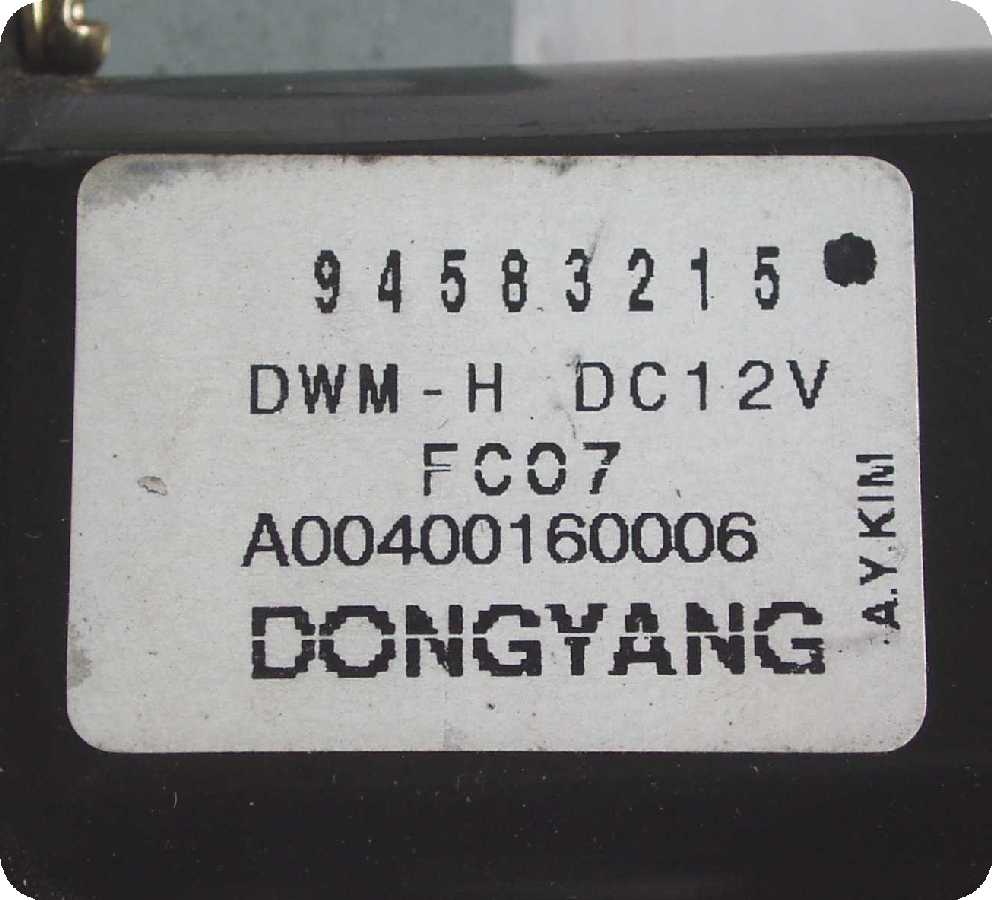 94583215
DWM-H DC12V
FC07
A00400160006
DONGYANG
A.Y.KIM